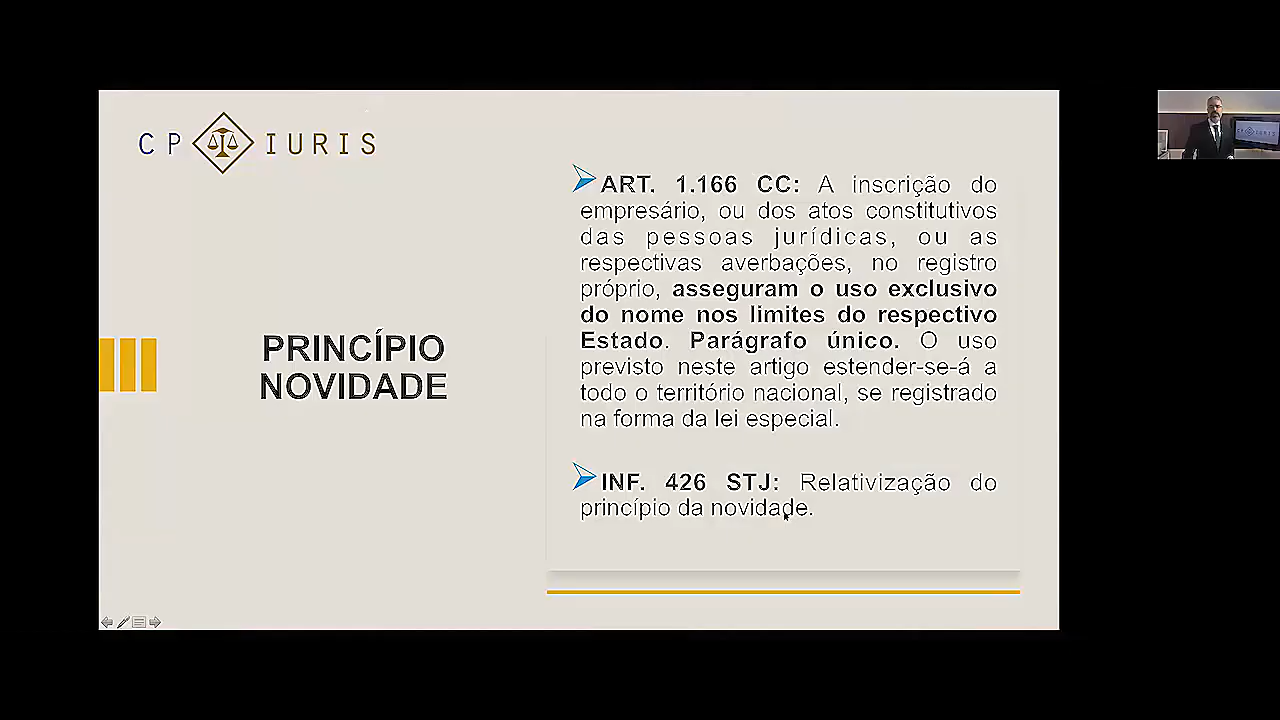 CP IURIS
PRINCÍPIO
NOVIDADE
ART. 1.166 CC: A inscrição do
empresário, ou dos atos constitutivos
das pessoas jurídicas, ou as
respectivas averbações, no registro
próprio, asseguram o uso exclusivo
do nome nos limites do respectivo
Estado. Parágrafo único. O uso
previsto neste artigo estender-se-á a
todo o território nacional, se registrado
na forma da lei especial.
INF. 426 STJ: Relativização do
princípio da novidade.
CP IURIS